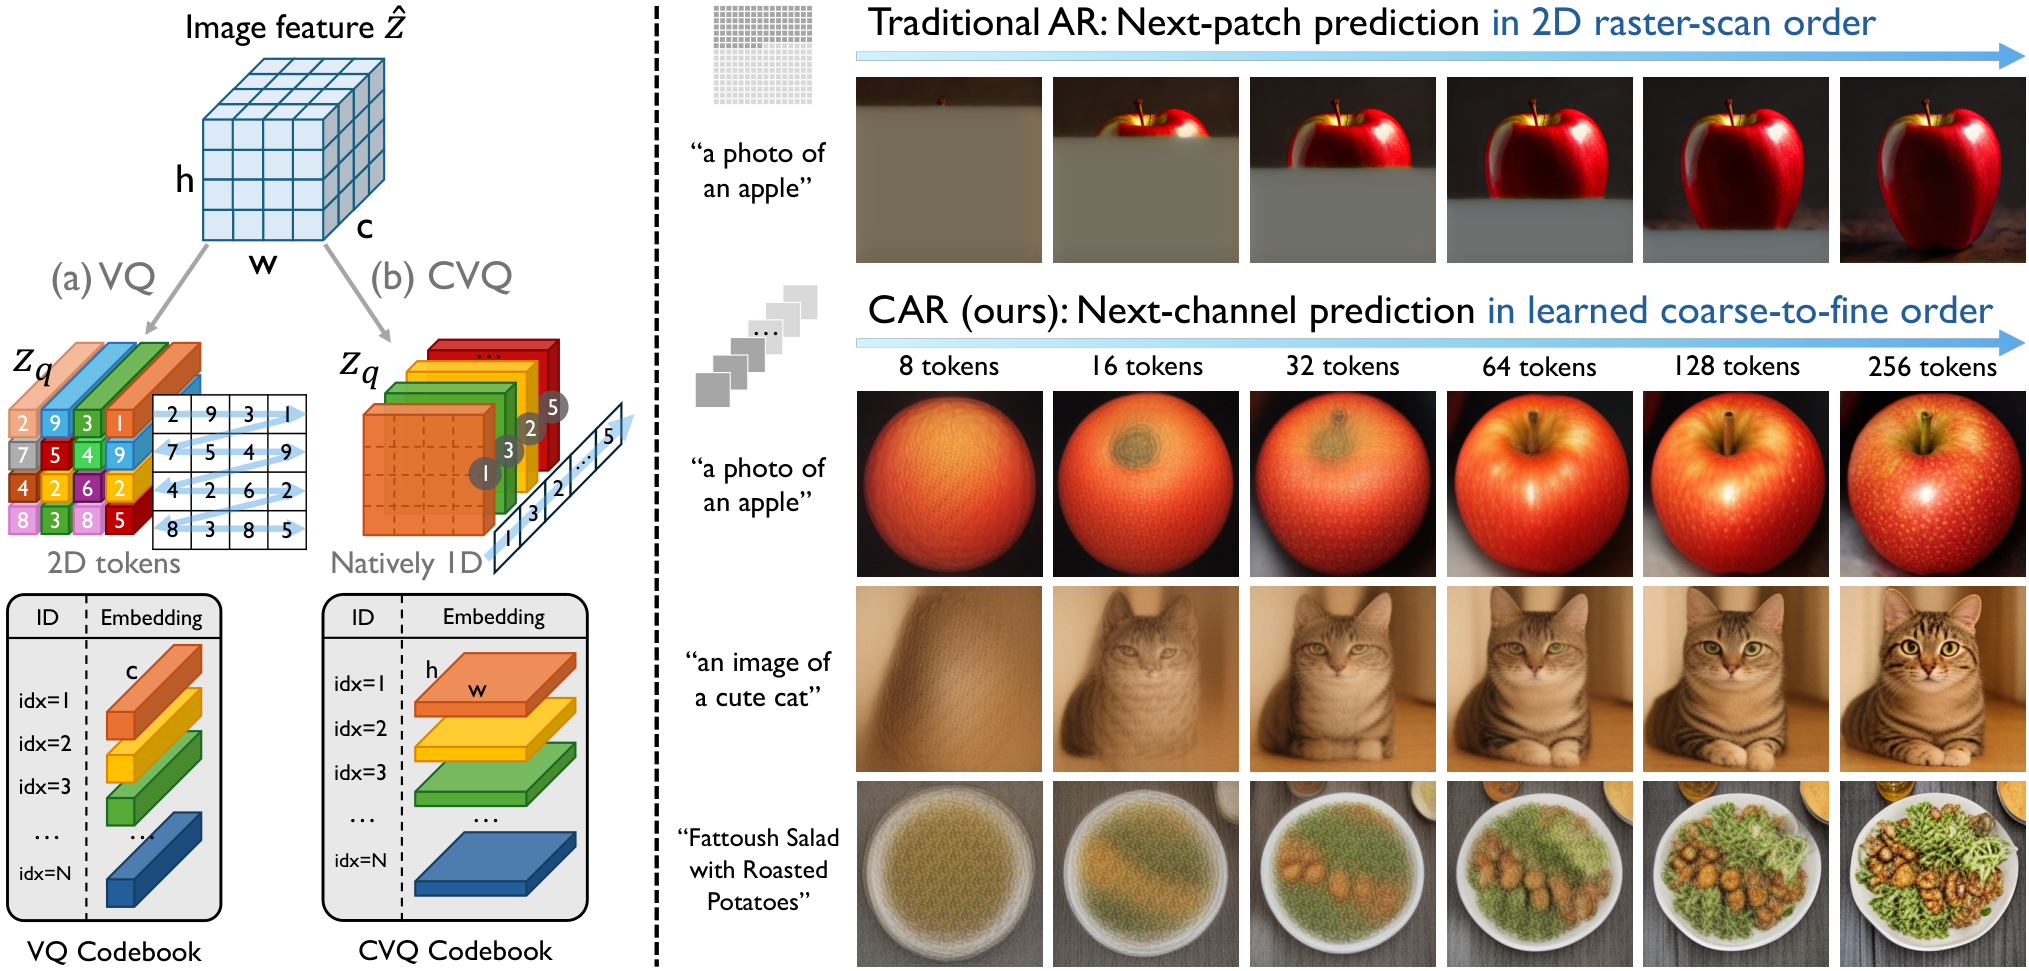 Image feature ẑ
h
c
w
(a) VQ
(b) CVQ
z_q
2 9 3 1
7 5 4 9
4 2 6 2
8 3 8 5
2 9 3 1
7 5 4 9
4 2 6 2
8 3 8 5
2D tokens
z_q
...
5
2
3
1
1 3 2 ... 5
Natively 1D
ID Embedding
c
idx=1
idx=2
idx=3
... ...
idx=N
VQ Codebook
ID Embedding
h
w
idx=1
idx=2
idx=3
... ...
idx=N
CVQ Codebook
Traditional AR: Next-patch prediction in 2D raster-scan order
“a photo of
an apple”
CAR (ours): Next-channel prediction in learned coarse-to-fine order
...
8 tokens 16 tokens 32 tokens 64 tokens 128 tokens 256 tokens
“a photo of
an apple”
“an image of
a cute cat”
“Fattoush Salad
with Roasted
Potatoes”